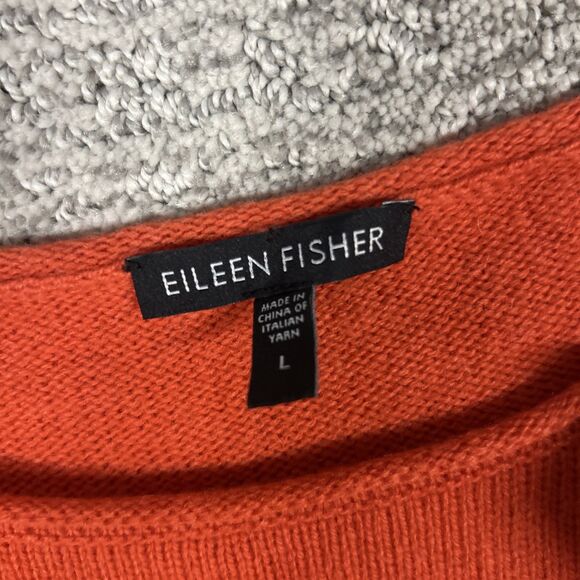 EILEEN FISHER
MADE IN
CHINA OF
ITALIAN
YARN
L